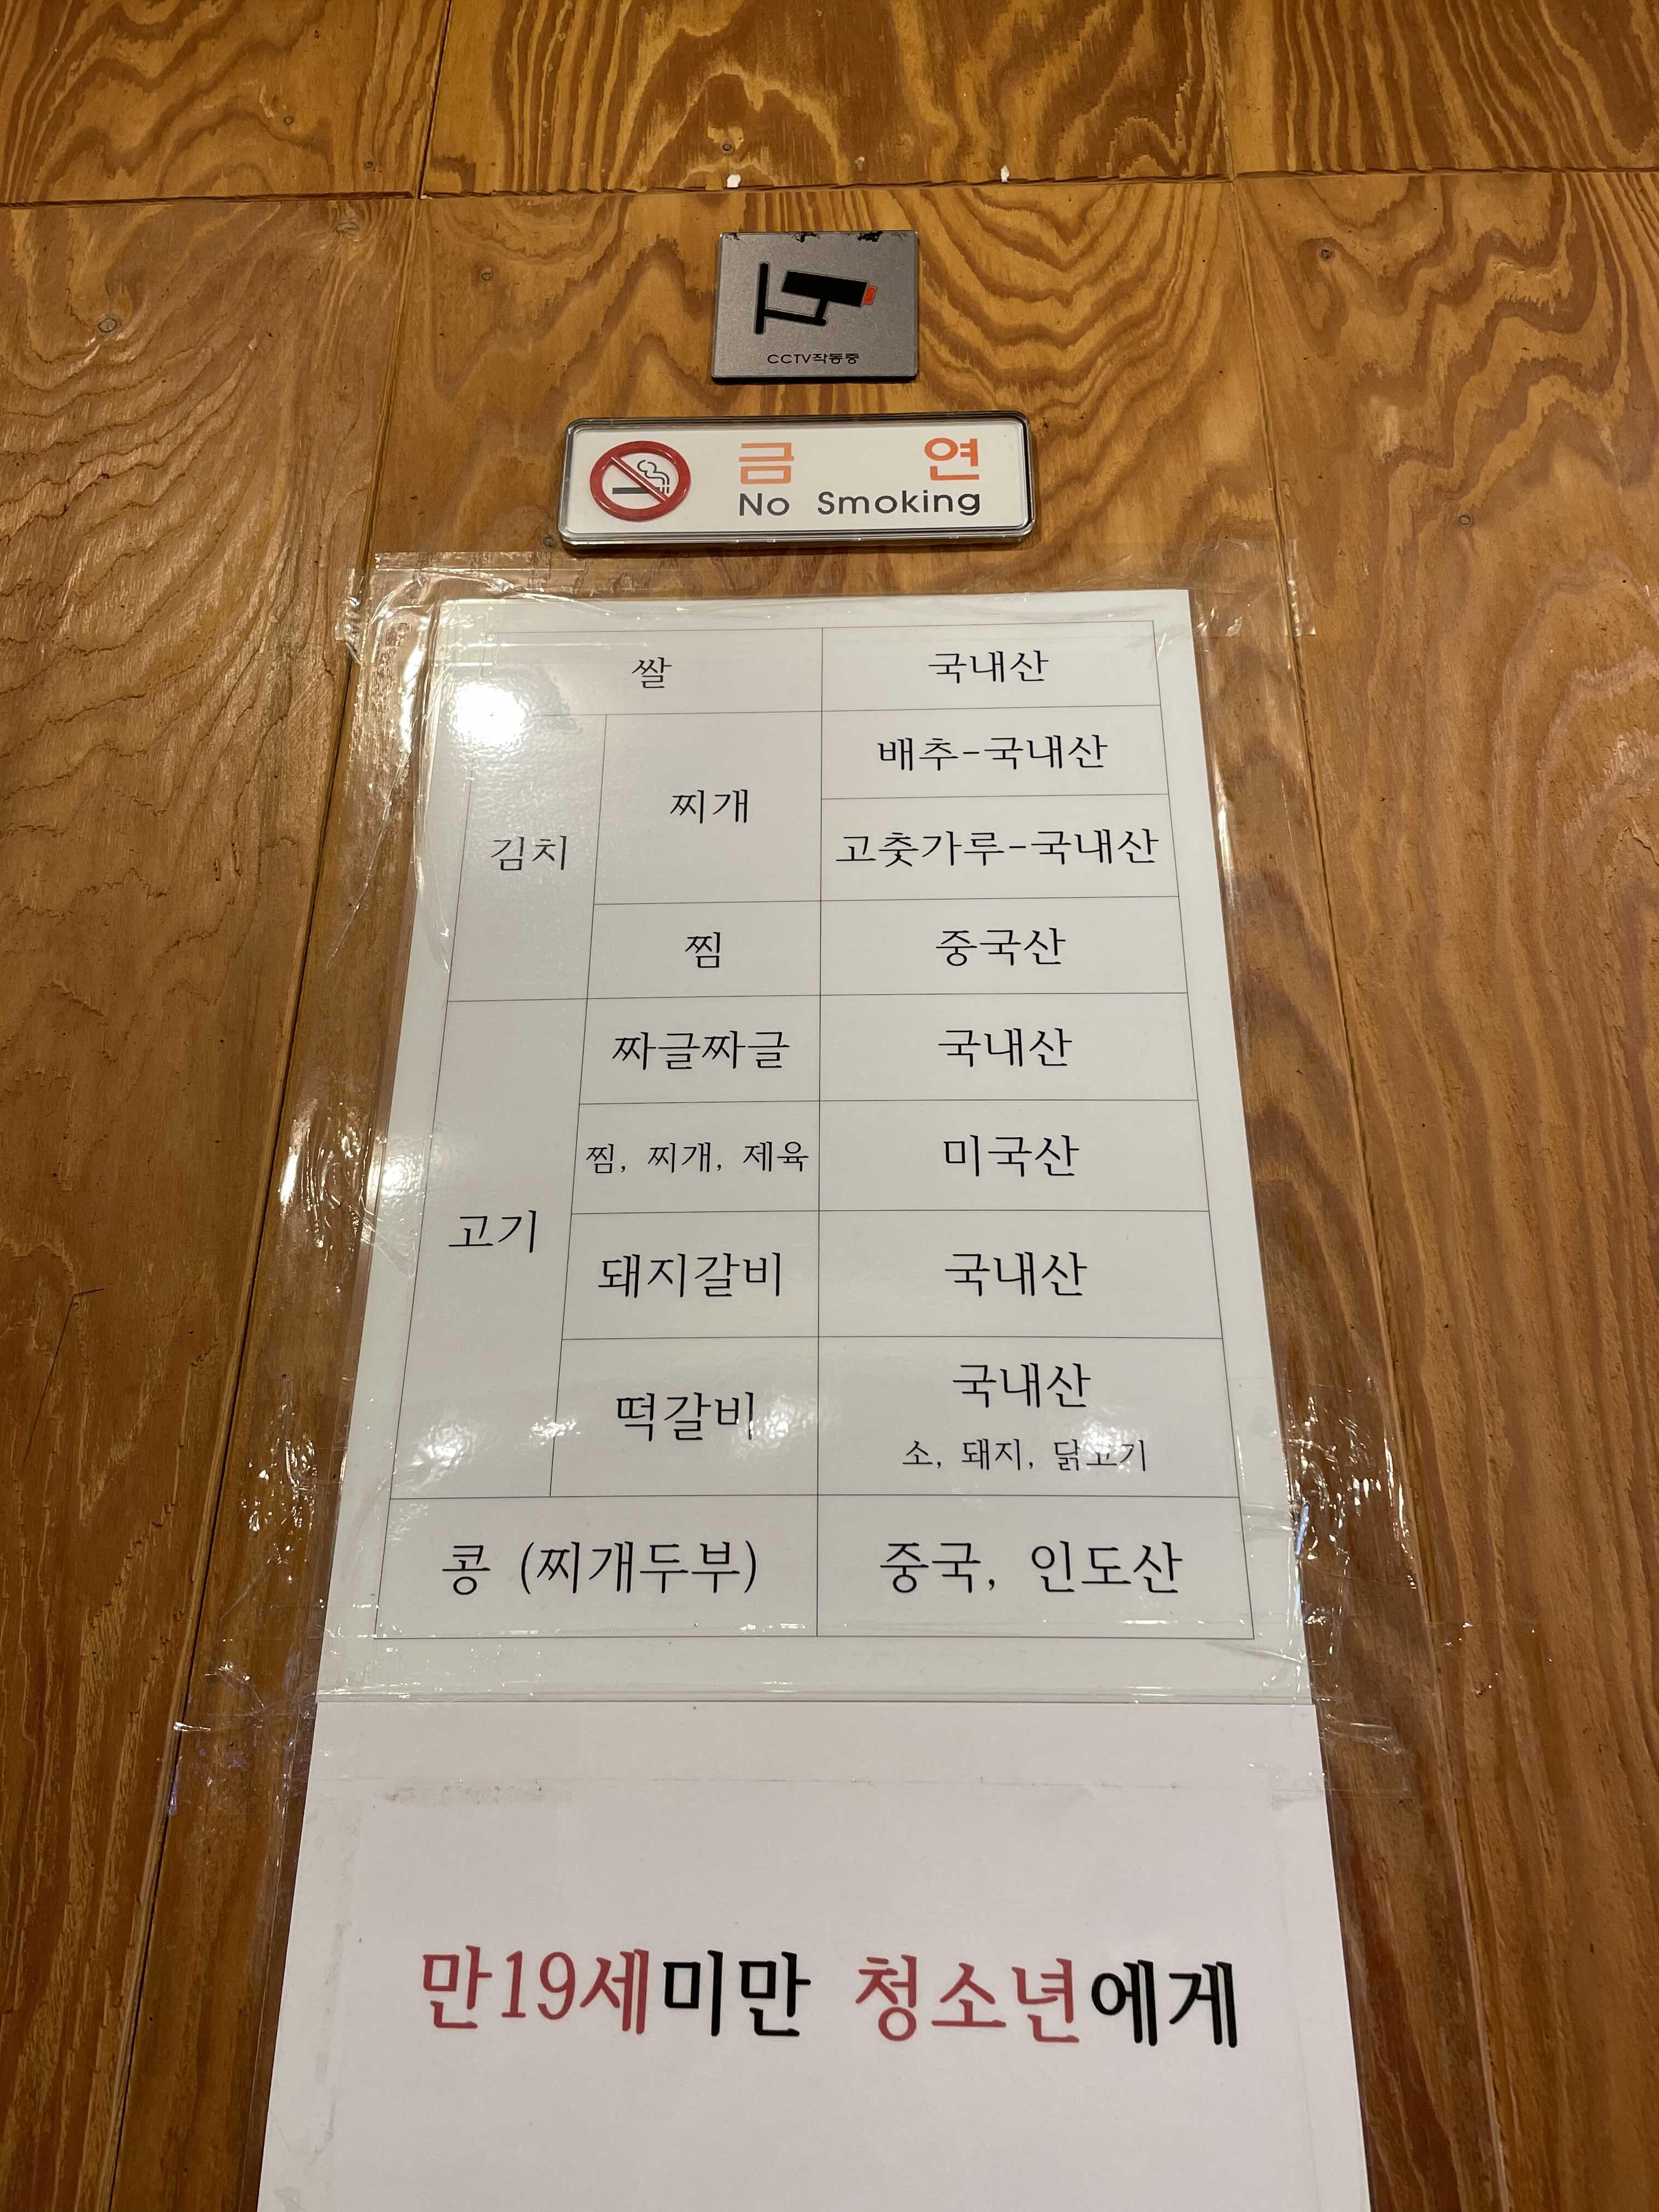 CCTV작동중
금 연
No Smoking
쌀 국내산
김치 찌개 배추-국내산
고춧가루-국내산
찜 중국산
고기 짜글짜글 국내산
찜, 찌개, 제육 미국산
돼지갈비 국내산
떡갈비 국내산
소, 돼지, 닭고기
콩 (찌개두부) 중국, 인도산
만19세미만 청소년에게